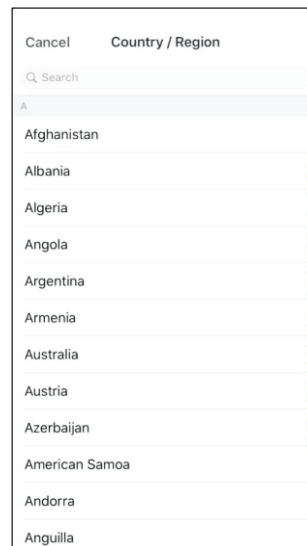 Cancel Country / Region
Search
A
Afghanistan
Albania
Algeria
Angola
Argentina
Armenia
Australia
Austria
Azerbaijan
American Samoa
Andorra
Anguilla